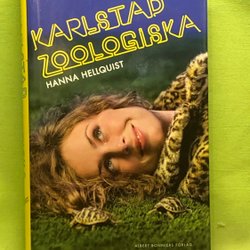 KARLSTAD
ZOOLOGISKA
HANNA HELLQUIST
ALBERT BONNIERS FÖRLAG